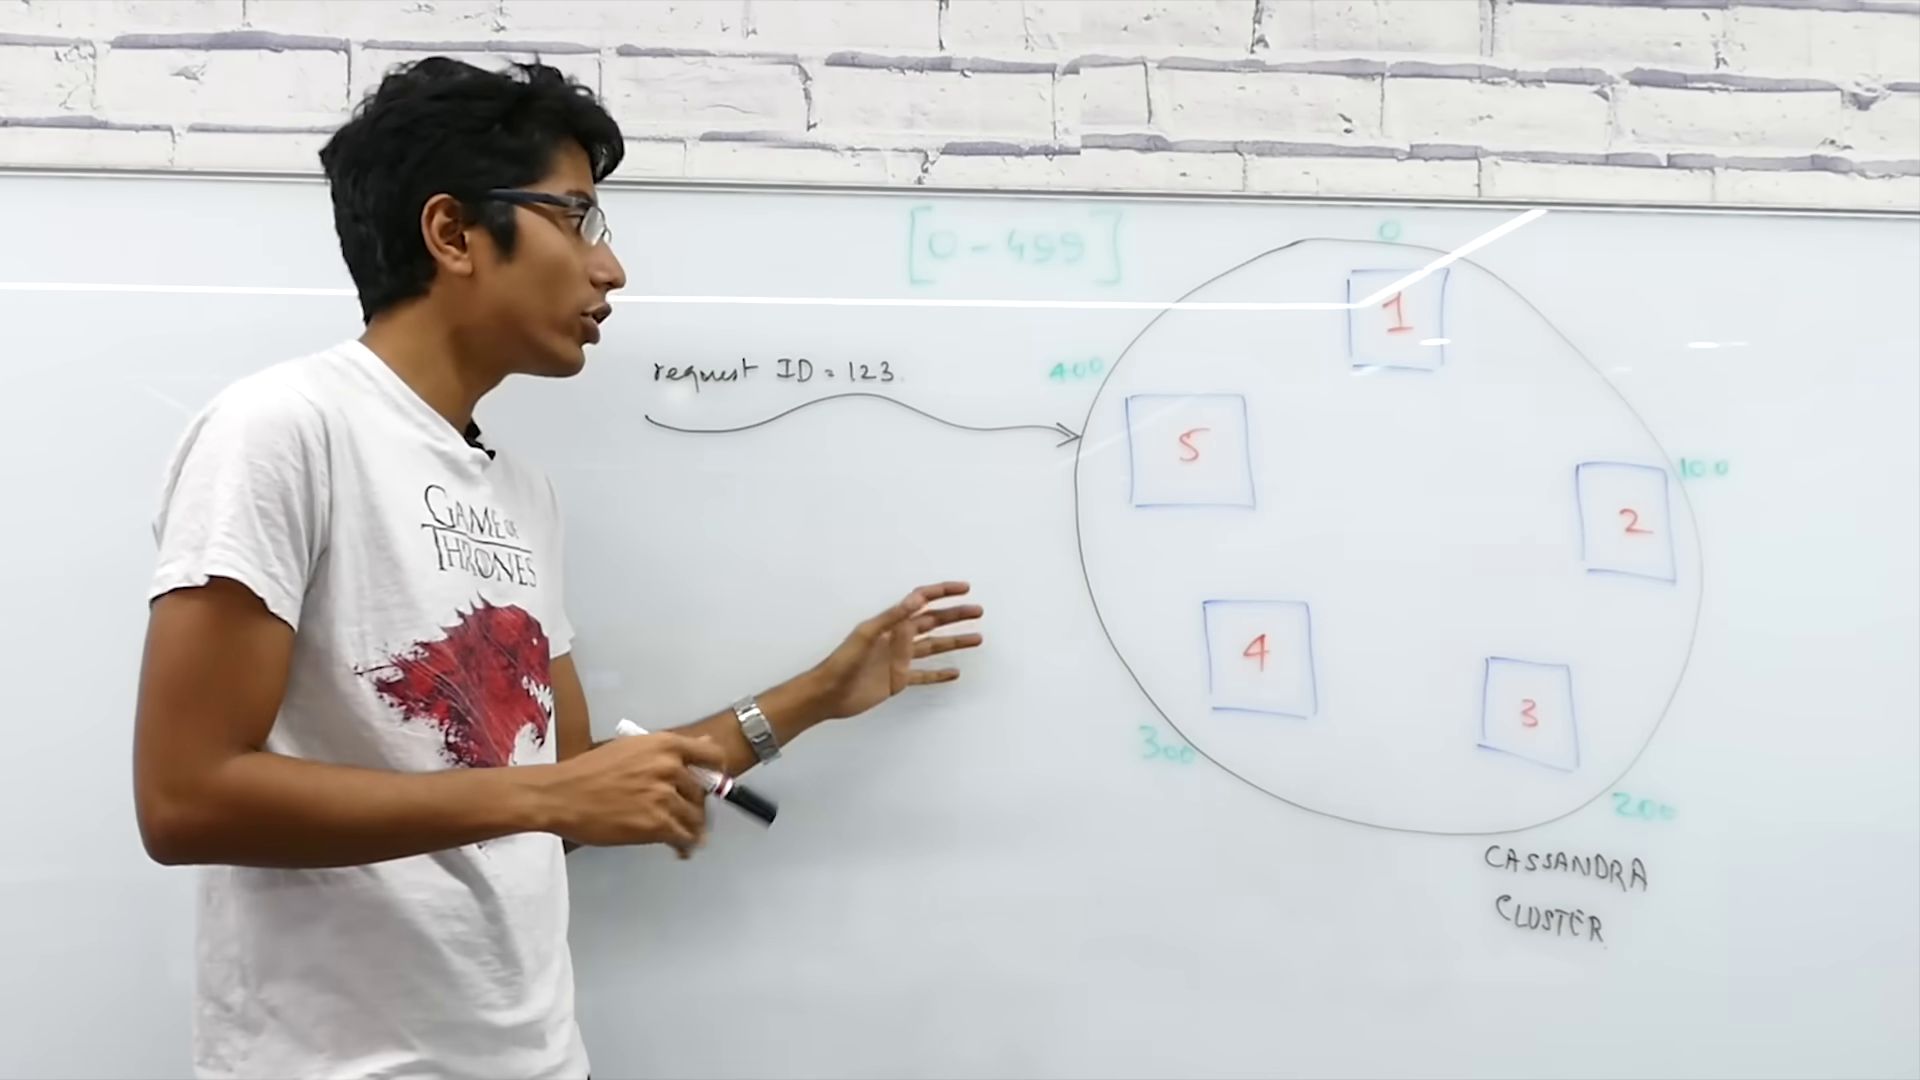 [0-499]
0
request ID = 123
400
1
5
100
2
GAME OF
THRONES
4
3
300
200
CASSANDRA
CLUSTER